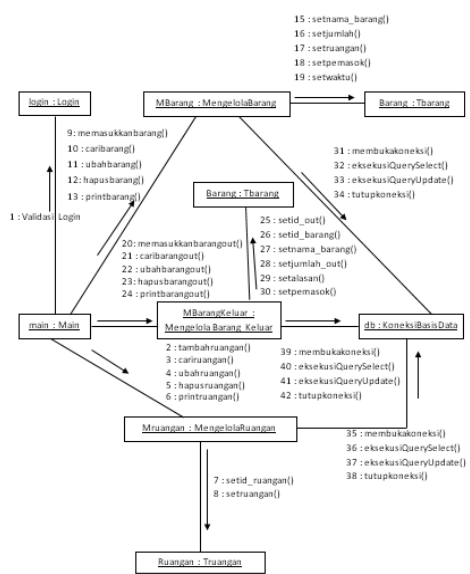 15 : setnama_barang()
16 : setjumlah()
17 : setruangan()
18 : setpemasok()
19 : setwaktu()
login : Login
MBarang : MengelolaBarang
Barang : Tbarang
9: memasukkanbarang()
10 : caribarang()
11 : ubahbarang()
12: hapusbarang()
13 : printbarang()
31 : membukakoneksi()
32 : eksekusiQuerySelect()
33 : eksekusiQueryUpdate()
34 : tutupkoneksi()
Barang : Tbarang
1 : Validasi Login
25 : setid_out()
26 : setid_barang()
27 : setnama_barang()
28 : setjumlah_out()
29 : setalasan()
30 : setpemasok()
20: memasukkanbarangout()
21 : caribarangout()
22 : ubahbarangout()
23 : hapusbarangout()
24 : printbarangout()
main : Main
MBarangKeluar :
Mengelola Barang Keluar
db : KoneksiBasisData
2 : tambahruangan()
3 : cariruangan()
4 : ubahruangan()
5 : hapusruangan()
6 : printruangan()
39 : membukakoneksi()
40 : eksekusiQuerySelect()
41 : eksekusiQueryUpdate()
42 : tutupkoneksi()
Mruangan : MengelolaRuangan
35 : membukakoneksi()
36 : eksekusiQuerySelect()
37 : eksekusiQueryUpdate()
38 : tutupkoneksi()
7 : setid_ruangan()
8 : setruangan()
Ruangan : Truangan